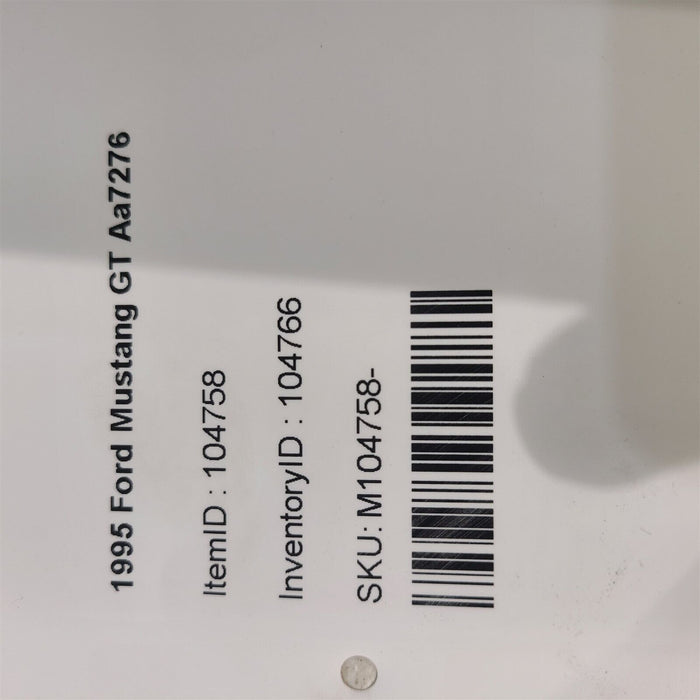 1995 Ford Mustang GT Aa7276
ItemID : 104758
InventoryID : 104766
SKU: M104758-